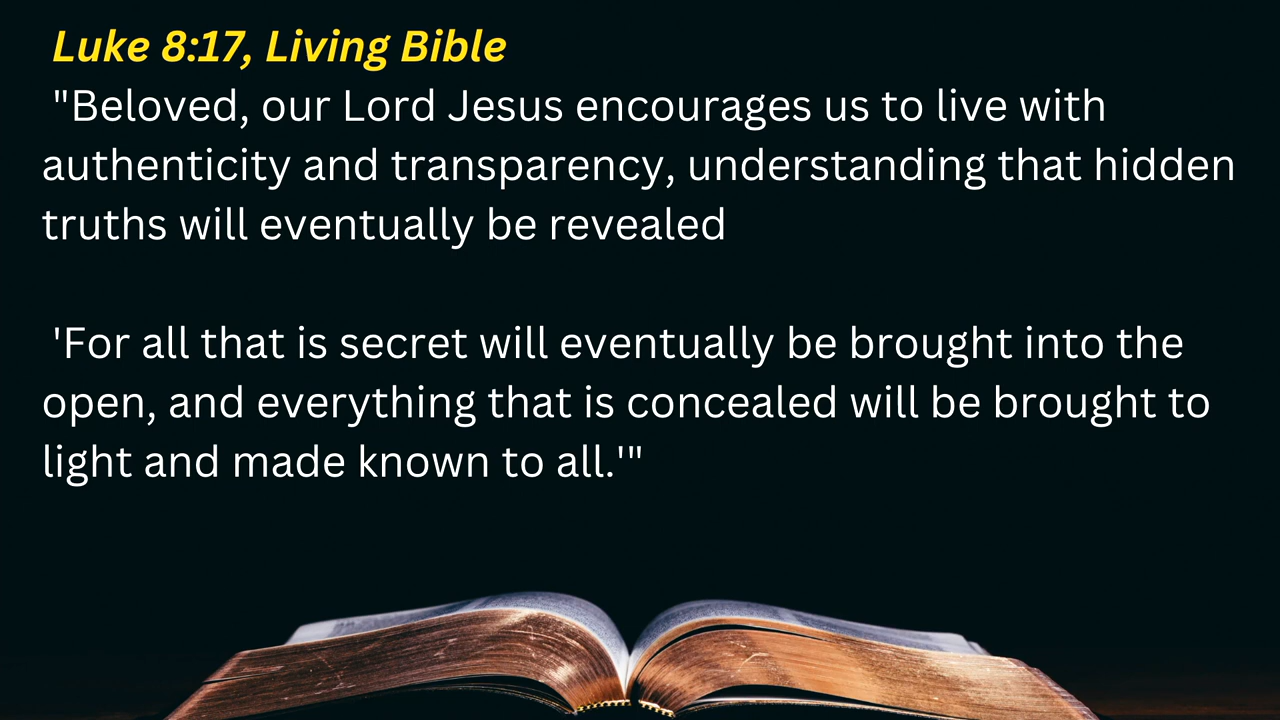 Luke 8:17, Living Bible
"Beloved, our Lord Jesus encourages us to live with
authenticity and transparency, understanding that hidden
truths will eventually be revealed
'For all that is secret will eventually be brought into the
open, and everything that is concealed will be brought to
light and made known to all.'"